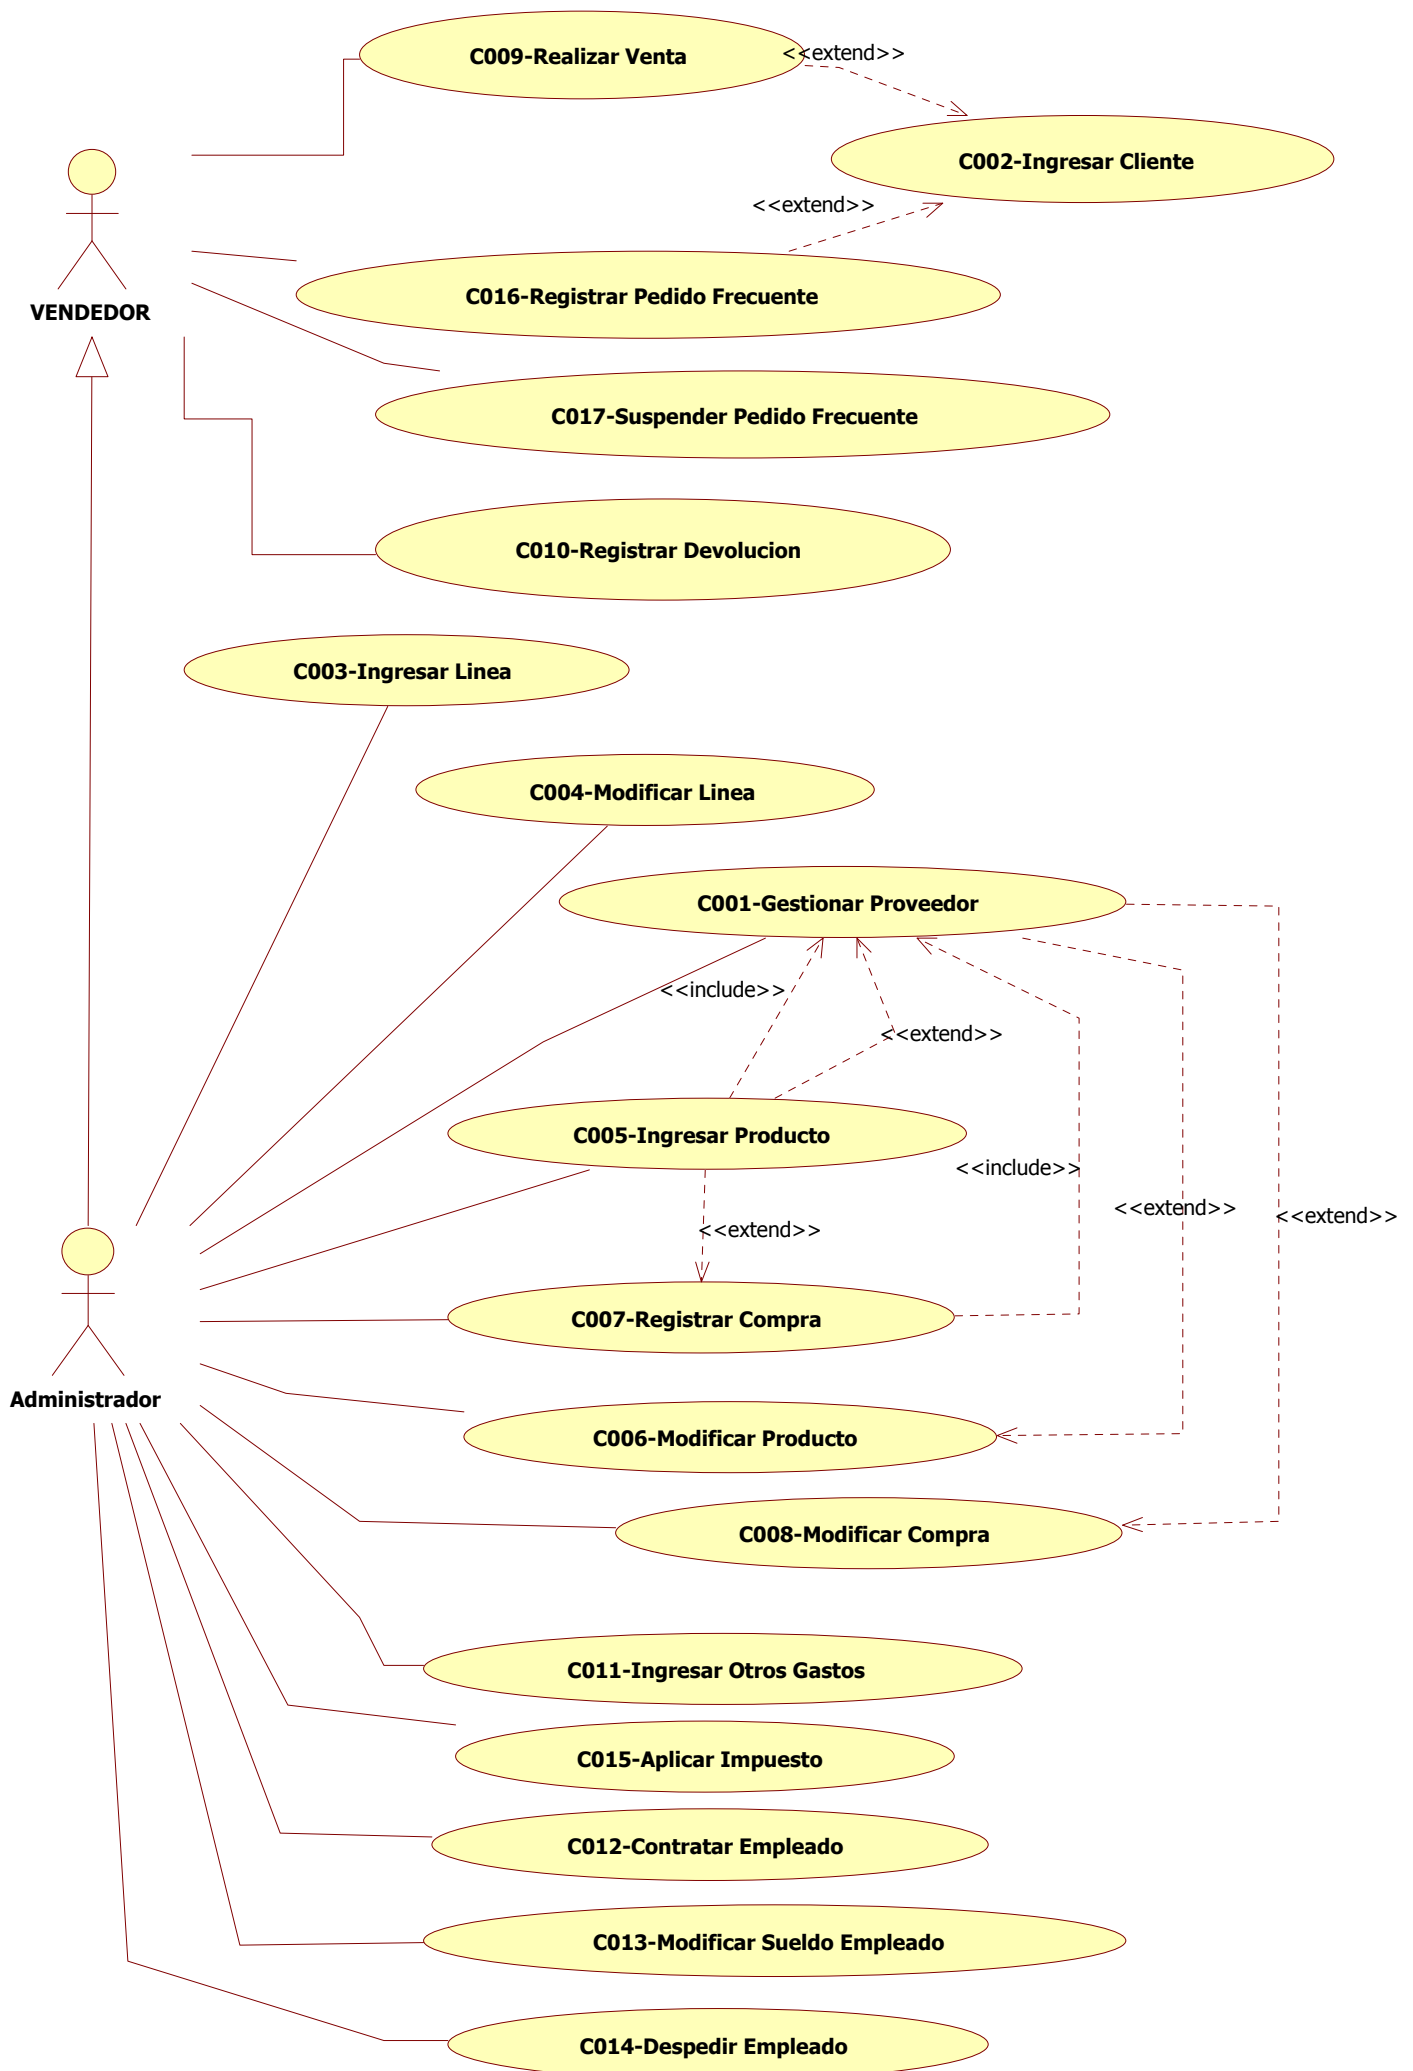 C009-Realizar Venta
<<extend>>
C002-Ingresar Cliente
<<extend>>
C016-Registrar Pedido Frecuente
VENDEDOR
C017-Suspender Pedido Frecuente
C010-Registrar Devolucion
C003-Ingresar Linea
C004-Modificar Linea
C001-Gestionar Proveedor
<<include>>
<<extend>>
C005-Ingresar Producto
<<include>>
<<extend>>
<<extend>>
<<extend>>
C007-Registrar Compra
Administrador
C006-Modificar Producto
C008-Modificar Compra
C011-Ingresar Otros Gastos
C015-Aplicar Impuesto
C012-Contratar Empleado
C013-Modificar Sueldo Empleado
C014-Despedir Empleado